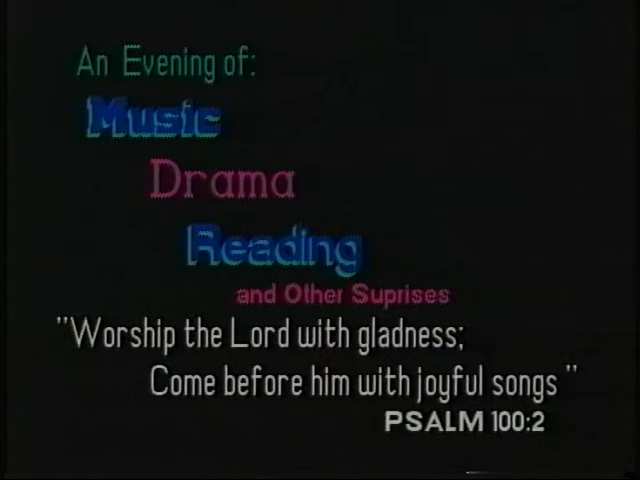 An Evening of:
Music
Drama
Reading
and Other Suprises
"Worship the Lord with gladness;
Come before him with joyful songs "
PSALM 100:2